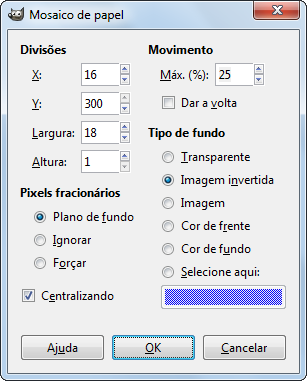 Mosaico de papel
Divisões
X: 16
Y: 300
Largura: 18
Altura: 1
Pixels fracionários
Plano de fundo
Ignorar
Forçar
Centralizando
Movimento
Máx. (%): 25
Dar a volta
Tipo de fundo
Transparente
Imagem invertida
Imagem
Cor de frente
Cor de fundo
Selecione aqui:
Ajuda
OK
Cancelar